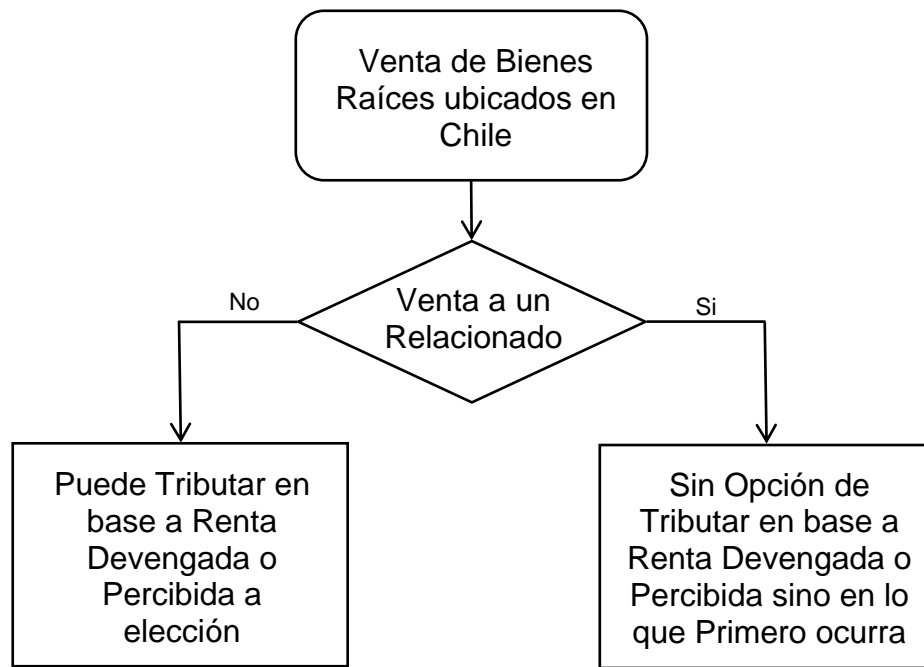 Venta de Bienes
Raíces ubicados en
Chile
No
Venta a un
Relacionado
Si
Puede Tributar en
base a Renta
Devengada o
Percibida a
elección
Sin Opción de
Tributar en base a
Renta Devengada o
Percibida sino en lo
que Primero ocurra